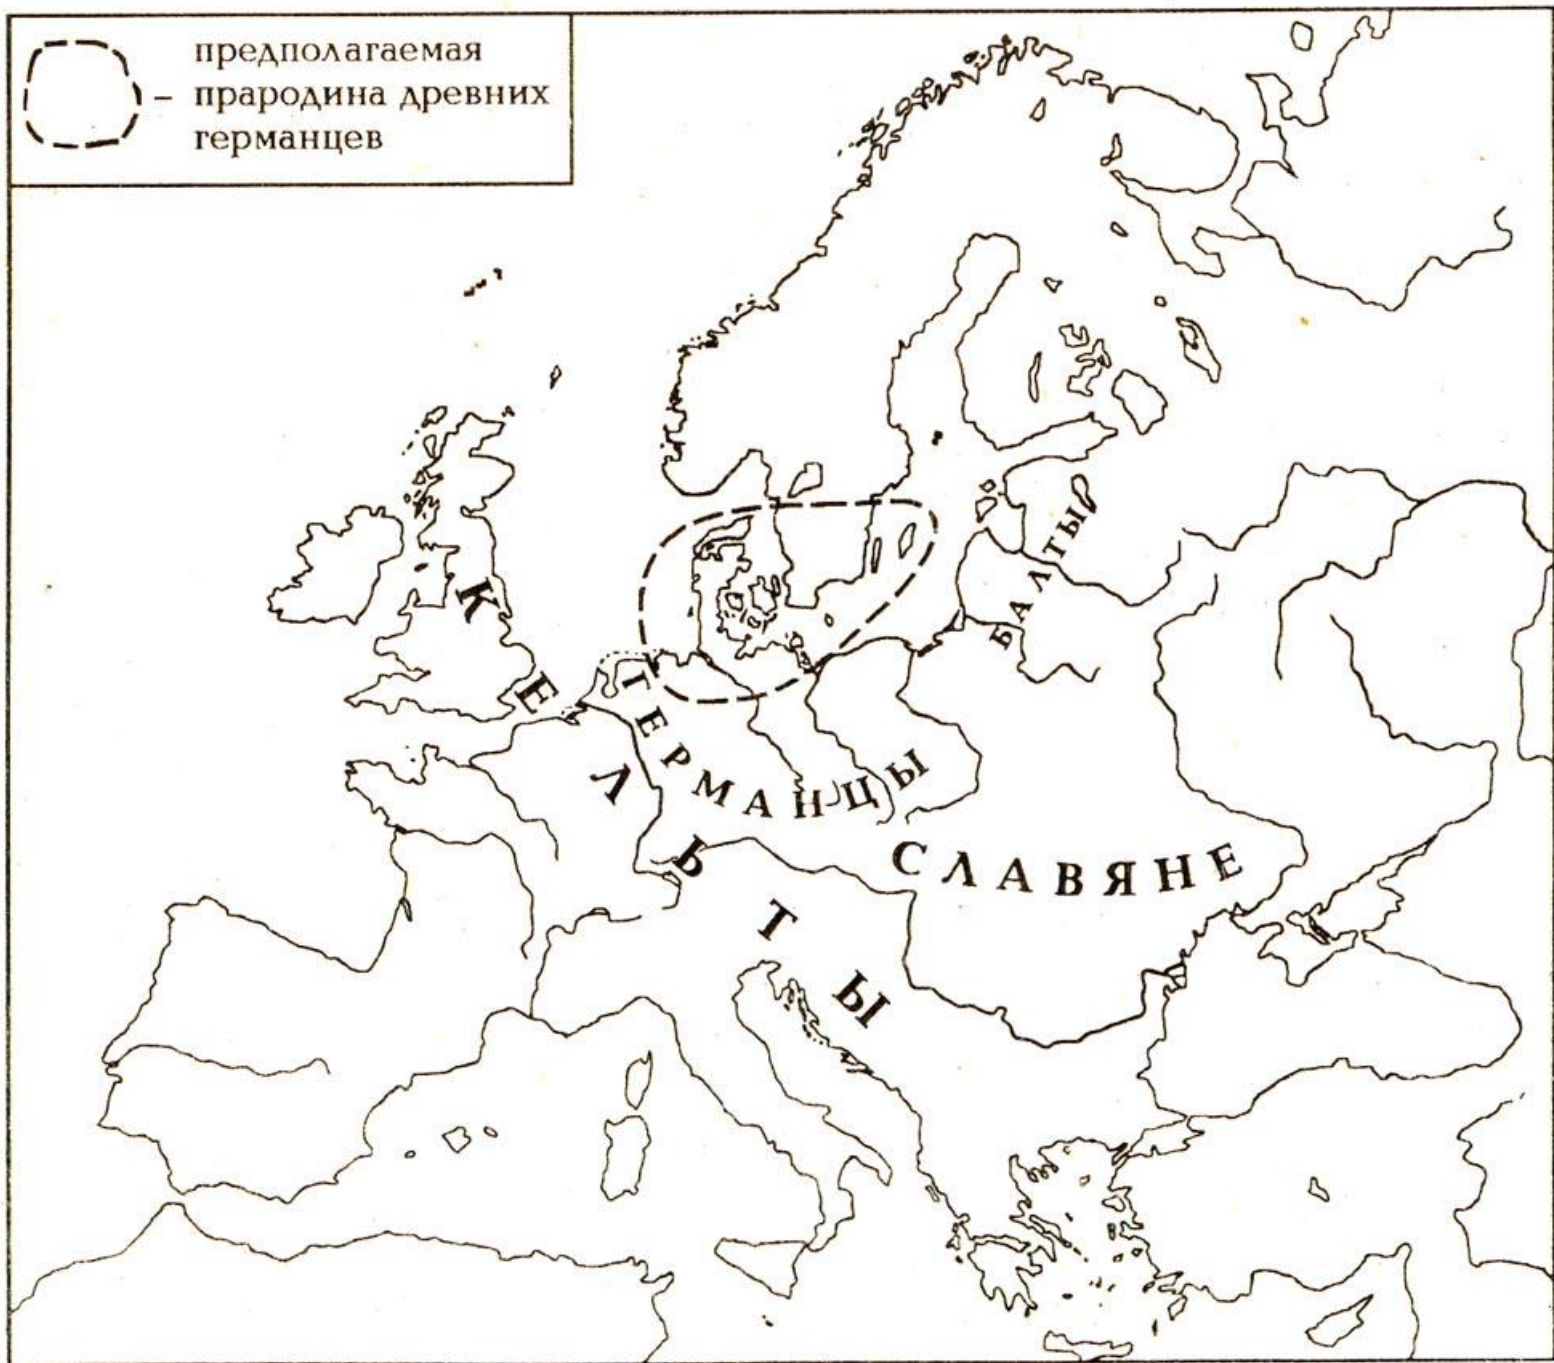 предполагаемая
– прародина древних
германцев
БАЛТЫ
КЕЛЬТЫ
ГЕРМАНЦЫ
СЛАВЯНЕ